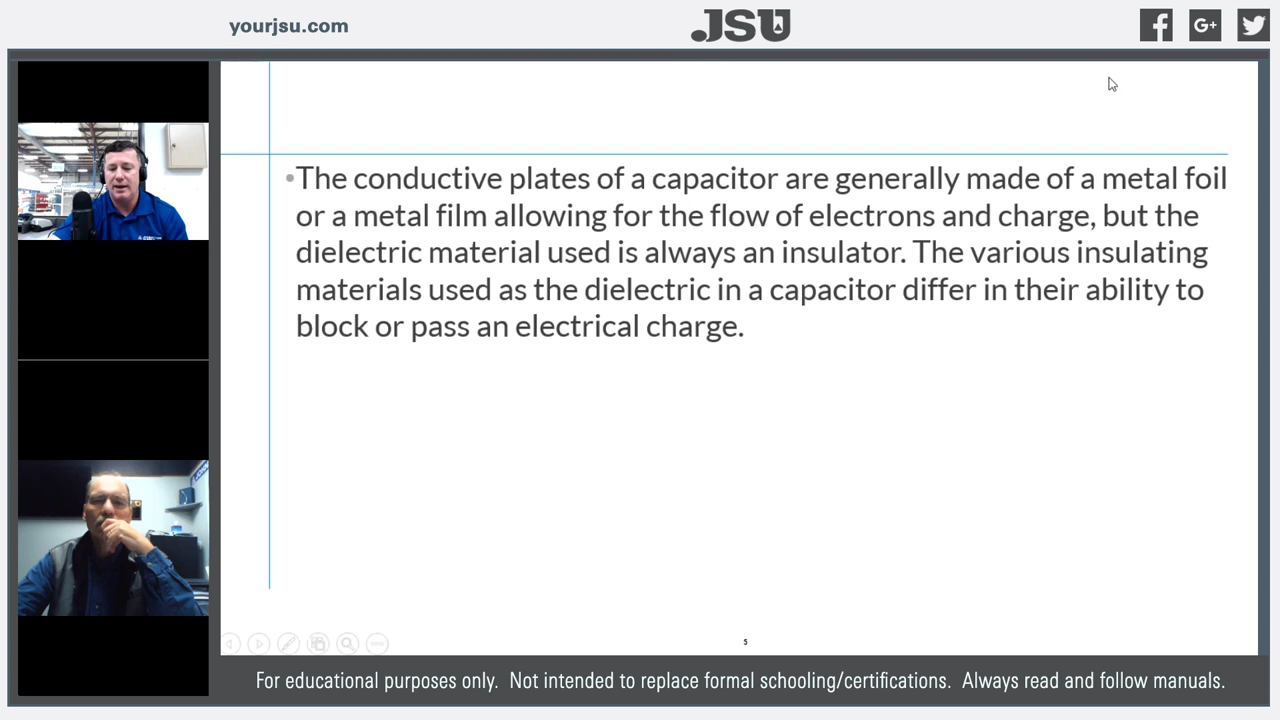 yourjsu.com
JSU
G+
•The conductive plates of a capacitor are generally made of a metal foil
or a metal film allowing for the flow of electrons and charge, but the
dielectric material used is always an insulator. The various insulating
materials used as the dielectric in a capacitor differ in their ability to
block or pass an electrical charge.
5
For educational purposes only. Not intended to replace formal schooling/certifications. Always read and follow manuals.